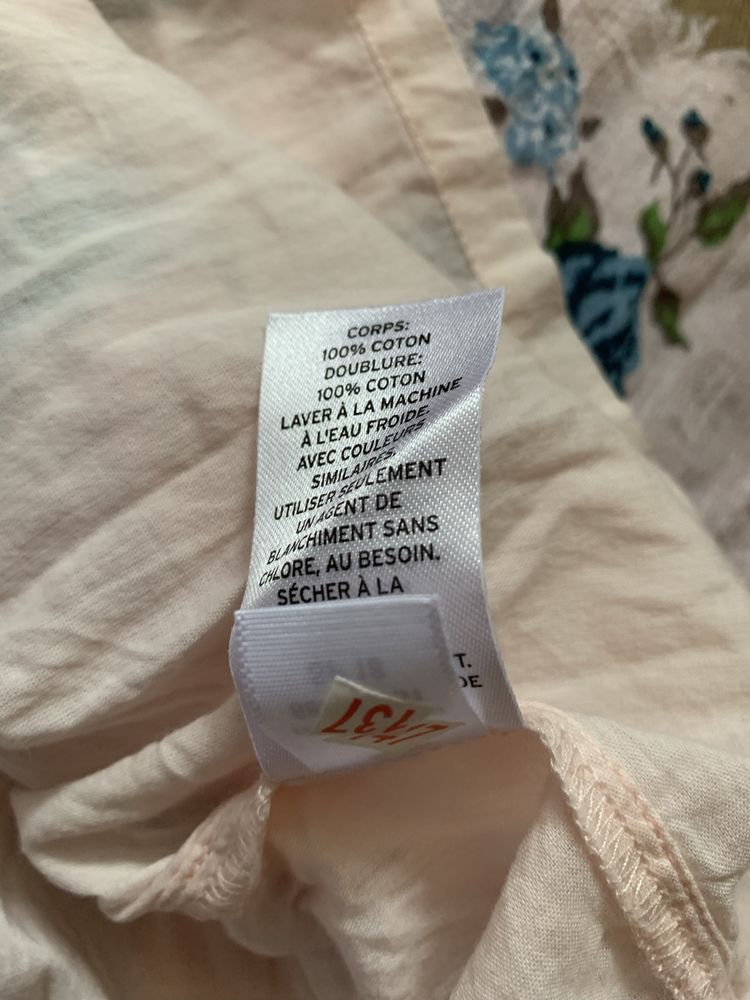 CORPS:
100% COTON
DOUBLURE:
100% COTON
LAVER À LA MACHINE
À L'EAU FROIDE.
AVEC COULEURS
SIMILAIRES.
UTILISER SEULEMENT
UN AGENT DE
BLANCHIMENT SANS
CHLORE, AU BESOIN.
SÉCHER À LA
137